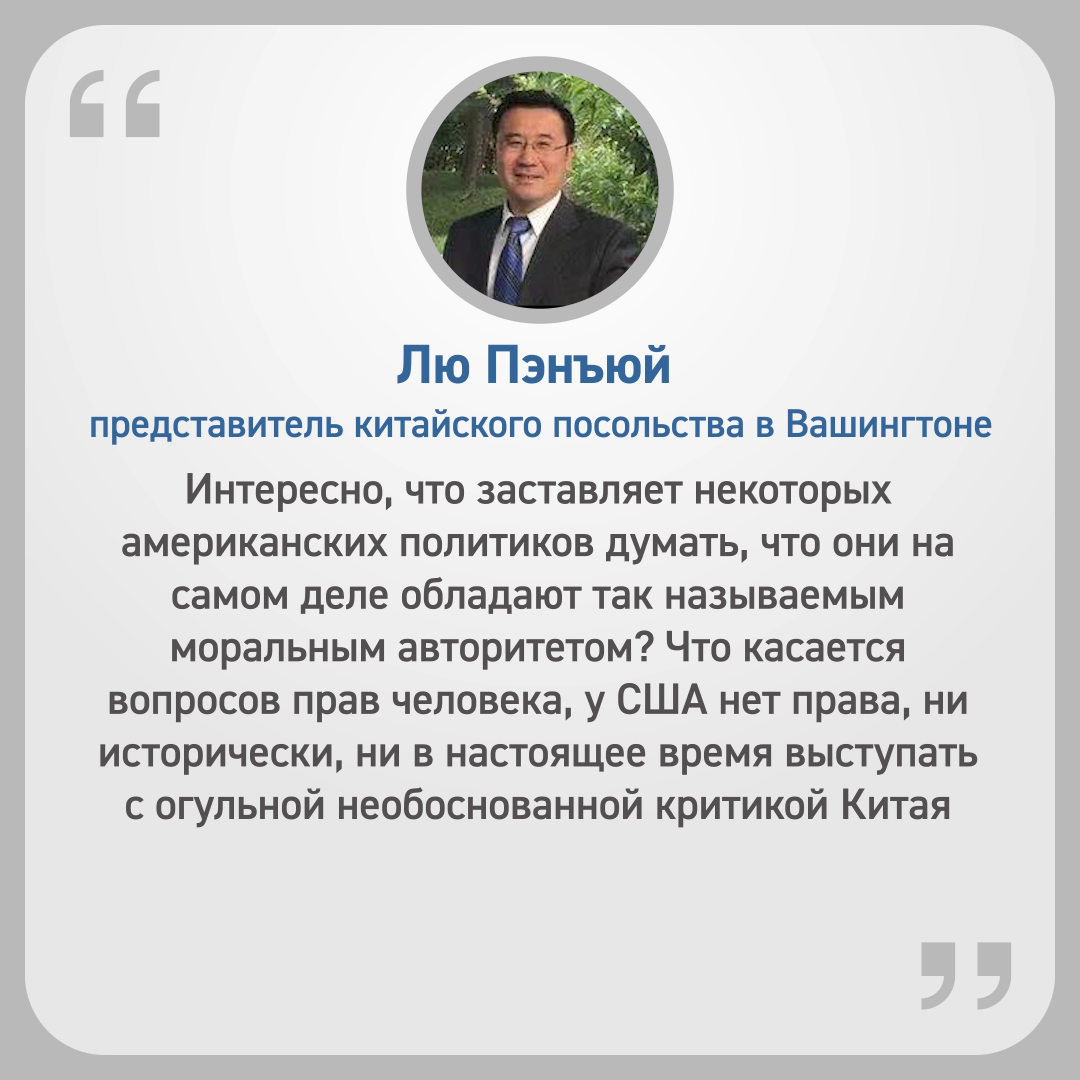 Лю Пэнъюй
представитель китайского посольства в Вашингтоне
Интересно, что заставляет некоторых
американских политиков думать, что они на
самом деле обладают так называемым
моральным авторитетом? Что касается
вопросов прав человека, у США нет права, ни
исторически, ни в настоящее время выступать
с огульной необоснованной критикой Китая